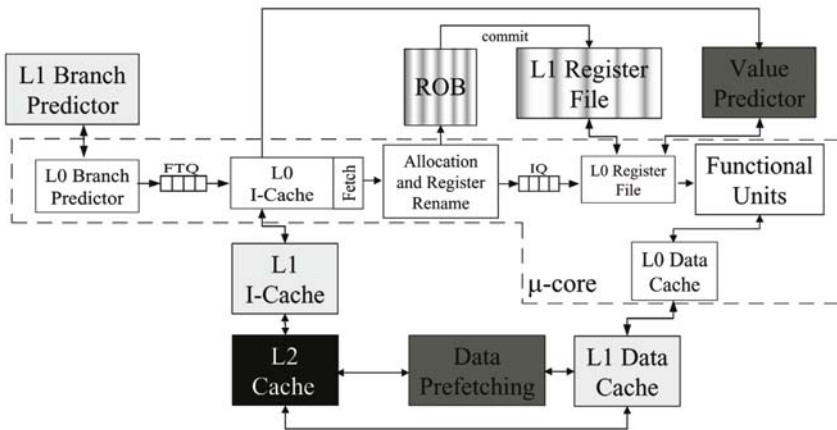 commit
L1 Branch
Predictor
ROB
L1 Register
File
Value
Predictor
L0 Branch
Predictor
FTQ
L0
I-Cache
Fetch
Allocation
and Register
Rename
IQ
L0 Register
File
Functional
Units
L1
I-Cache
L0 Data
Cache
μ-core
L2
Cache
Data
Prefetching
L1 Data
Cache